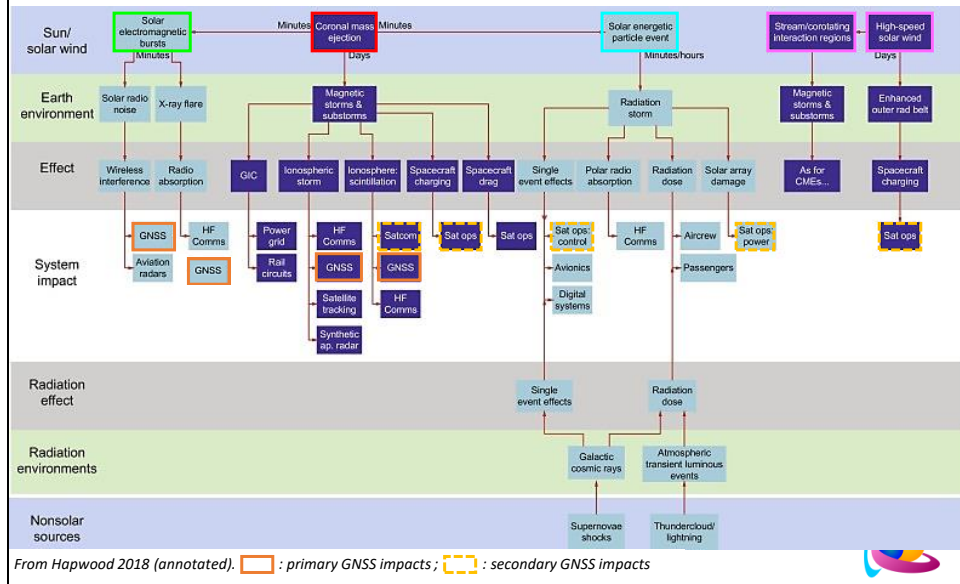 Sun/
solar wind
Solar
electromagnetic
bursts
Minutes
Coronal mass
ejection
Minutes
Solar energetic
particle event
Stream/corotating
interaction regions
High-speed
solar wind
Minutes
Days
Minutes/hours
Days
Earth
environment
Solar radio
noise
X-ray flare
Magnetic
storms &
substorms
Radiation
storm
Magnetic
storms &
substorms
Enhanced
outer rad belt
Effect
Wireless
interference
Radio
absorption
GIC
Ionospheric
storm
Ionosphere:
scintillation
Spacecraft
charging
Spacecraft
drag
Single
event effects
Polar radio
absorption
Radiation
dose
Solar array
damage
As for
CMEs...
Spacecraft
charging
System
impact
GNSS
HF
Comms
Power
grid
HF
Comms
Satcom
Sat ops
Sat ops
Sat ops:
control
HF
Comms
Aircrew
Sat ops:
power
Sat ops
Aviation
radars
GNSS
Rail
circuits
GNSS
GNSS
Avionics
Passengers
Satellite
tracking
HF
Comms
Digital
systems
Synthetic
ap. radar
Radiation
effect
Single
event effects
Radiation
dose
Radiation
environments
Galactic
cosmic rays
Atmospheric
transient luminous
events
Nonsolar
sources
Supernovae
shocks
Thundercloud/
lightning
From Hapwood 2018 (annotated). : primary GNSS impacts ; : secondary GNSS impacts